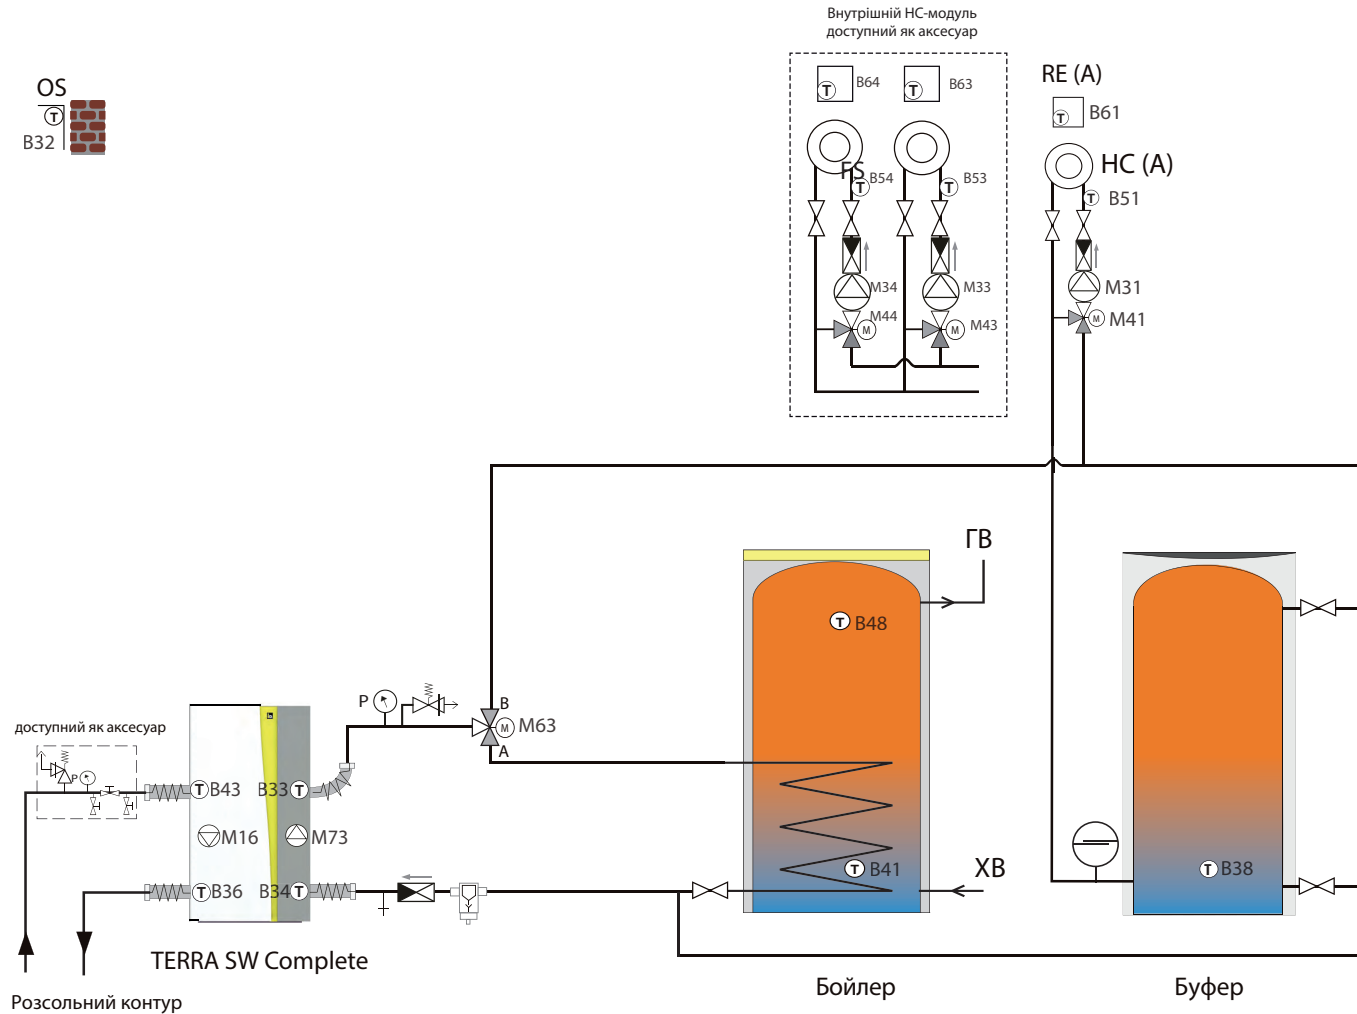 Внутрішній НС-модуль
доступний як аксесуар
OS
T
B32
T
B64
T
B63
RE (A)
T
B61
HC (A)
FS
T
B54
T
B53
T
B51
M34
M33
M31
M44
M
M
M43
M
M41
ГВ
T
B48
P
B
M
M63
A
доступний як аксесуар
P
T
B43
B33
T
M16
M73
T
B36
B34
T
T
B41
ХВ
T
B38
TERRA SW Complete
Розсольний контур
Бойлер
Буфер